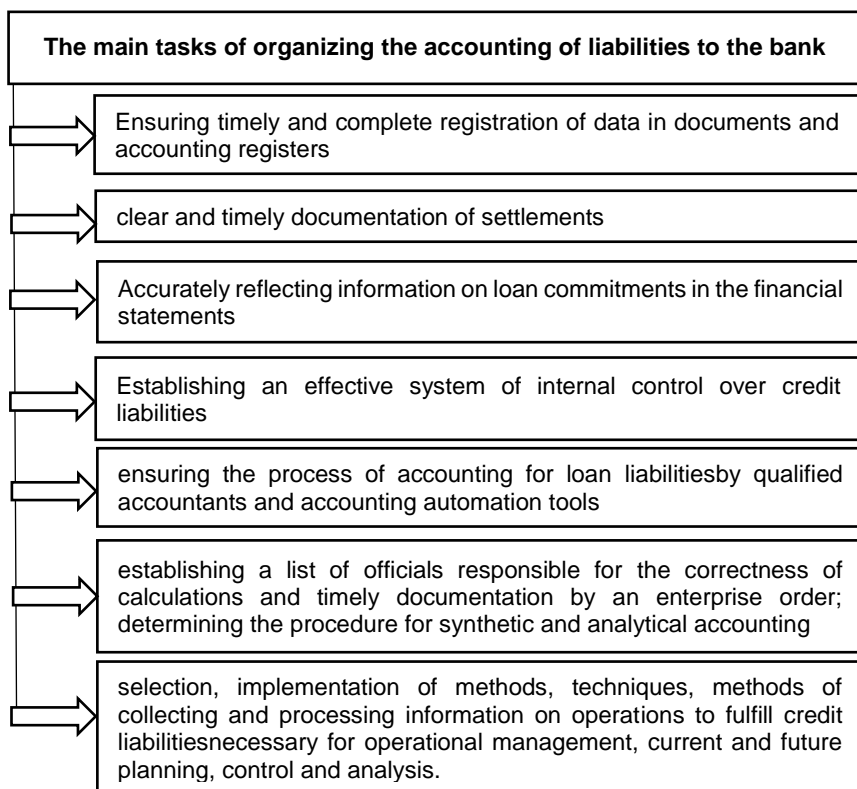 The main tasks of organizing the accounting of liabilities to the bank
Ensuring timely and complete registration of data in documents and
accounting registers
clear and timely documentation of settlements
Accurately reflecting information on loan commitments in the financial
statements
Establishing an effective system of internal control over credit
liabilities
ensuring the process of accounting for loan liabilitiesby qualified
accountants and accounting automation tools
establishing a list of officials responsible for the correctness of
calculations and timely documentation by an enterprise order;
determining the procedure for synthetic and analytical accounting
selection, implementation of methods, techniques, methods of
collecting and processing information on operations to fulfill credit
liabilitiesnecessary for operational management, current and future
planning, control and analysis.